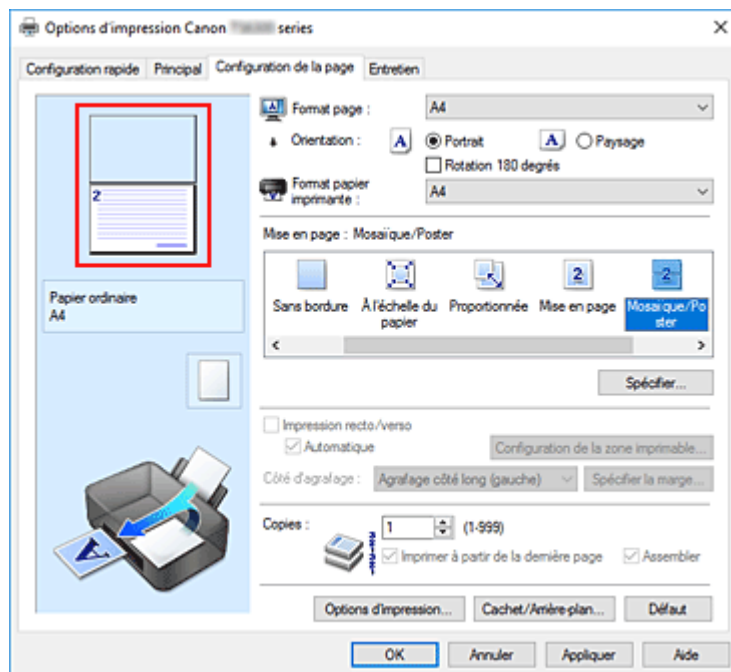 Options d'impression Canon series
Configuration rapide Principal Configuration de la page Entretien
2
Papier ordinaire
A4
Format page : A4
Orientation : A Portrait A Paysage
Rotation 180 degrés
Format papier
imprimante : A4
Mise en page : Mosaïque/Poster
2 2
Sans bordure À l'échelle du Proportionnée Mise en page Mosaïque/Po
papier ster
Spécifier...
Impression recto/verso
Automatique Configuration de la zone imprimable...
Côté d'agrafage : Agrafage côté long (gauche) Spécifier la marge...
Copies : 1 (1-999)
Imprimer à partir de la dernière page Assembler
A
Options d'impression... Cachet/Arrière-plan... Défaut
OK Annuler Appliquer Aide